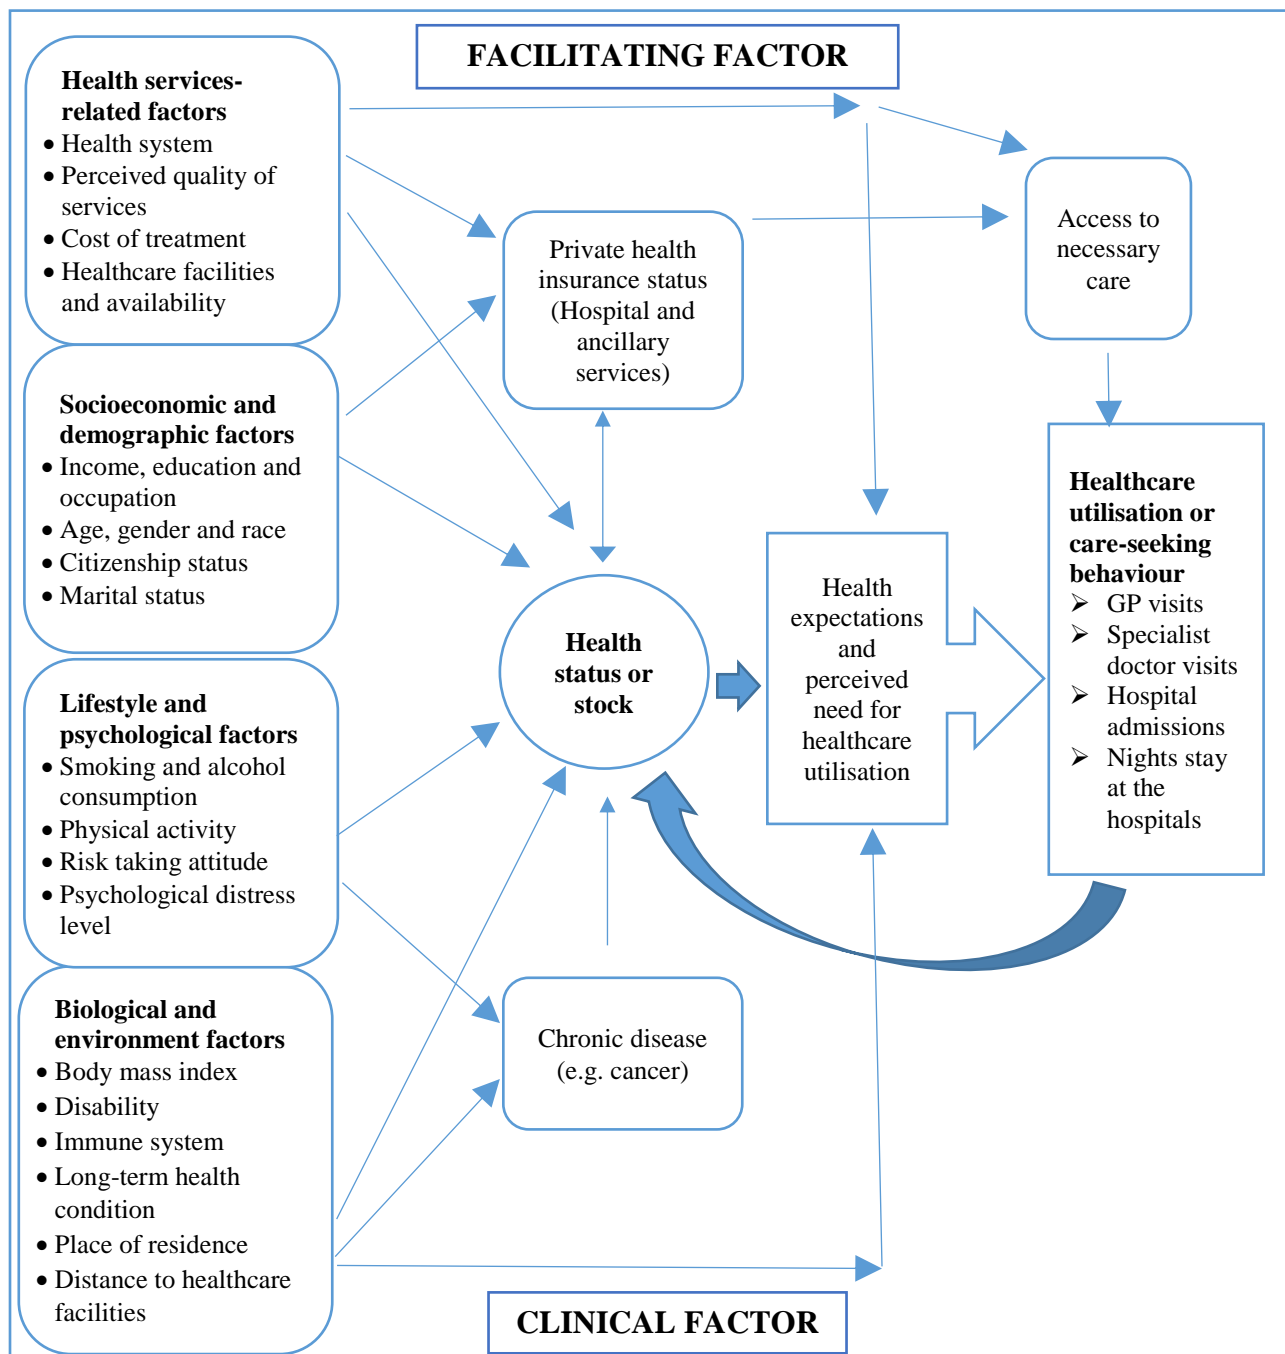 FACILITATING FACTOR
Health services-
related factors
• Health system
• Perceived quality of
services
• Cost of treatment
• Healthcare facilities
and availability
Private health
insurance status
(Hospital and
ancillary
services)
Access to
necessary
care
Socioeconomic and
demographic factors
• Income, education and
occupation
• Age, gender and race
• Citizenship status
• Marital status
Health
status or
stock
Health
expectations
and
perceived
need for
healthcare
utilisation
Healthcare
utilisation or
care-seeking
behaviour
➢ GP visits
➢ Specialist
doctor visits
➢ Hospital
admissions
➢ Nights stay
at the
hospitals
Lifestyle and
psychological factors
• Smoking and alcohol
consumption
• Physical activity
• Risk taking attitude
• Psychological distress
level
Chronic disease
(e.g. cancer)
Biological and
environment factors
• Body mass index
• Disability
• Immune system
• Long-term health
condition
• Place of residence
• Distance to healthcare
facilities
CLINICAL FACTOR